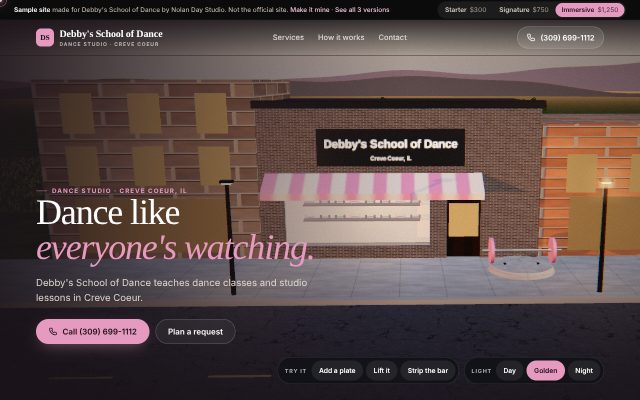 Sample site made for Debby's School of Dance by Nolan Day Studio. Not the official site. Make it mine · See all 3 versions
Starter $300 Signature $750 Immersive $1,250
DS
Debby's School of Dance
DANCE STUDIO · CREVE COEUR
Services How it works Contact
(309) 699-1112
Debby's School of Dance
Creve Coeur, IL
DANCE STUDIO · CREVE COEUR, IL
Dance like
everyone's watching.
Debby's School of Dance teaches dance classes and studio
lessons in Creve Coeur.
Call (309) 699-1112 Plan a request
TRY IT Add a plate Lift it Strip the bar LIGHT Day Golden Night